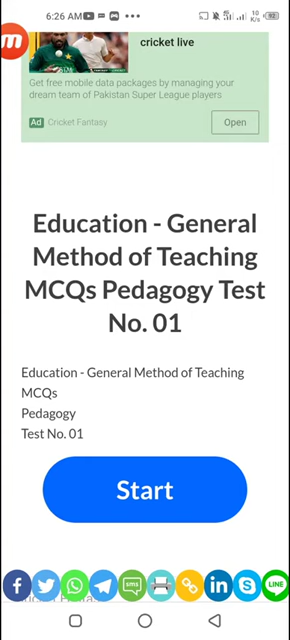 6:26 AM
10
K/s
92
cricket live
Get free mobile data packages by managing your
dream team of Pakistan Super League players
Ad Cricket Fantasy
Open
Education - General
Method of Teaching
MCQs Pedagogy Test
No. 01
Education - General Method of Teaching
MCQs
Pedagogy
Test No. 01
Start
sms
LINE